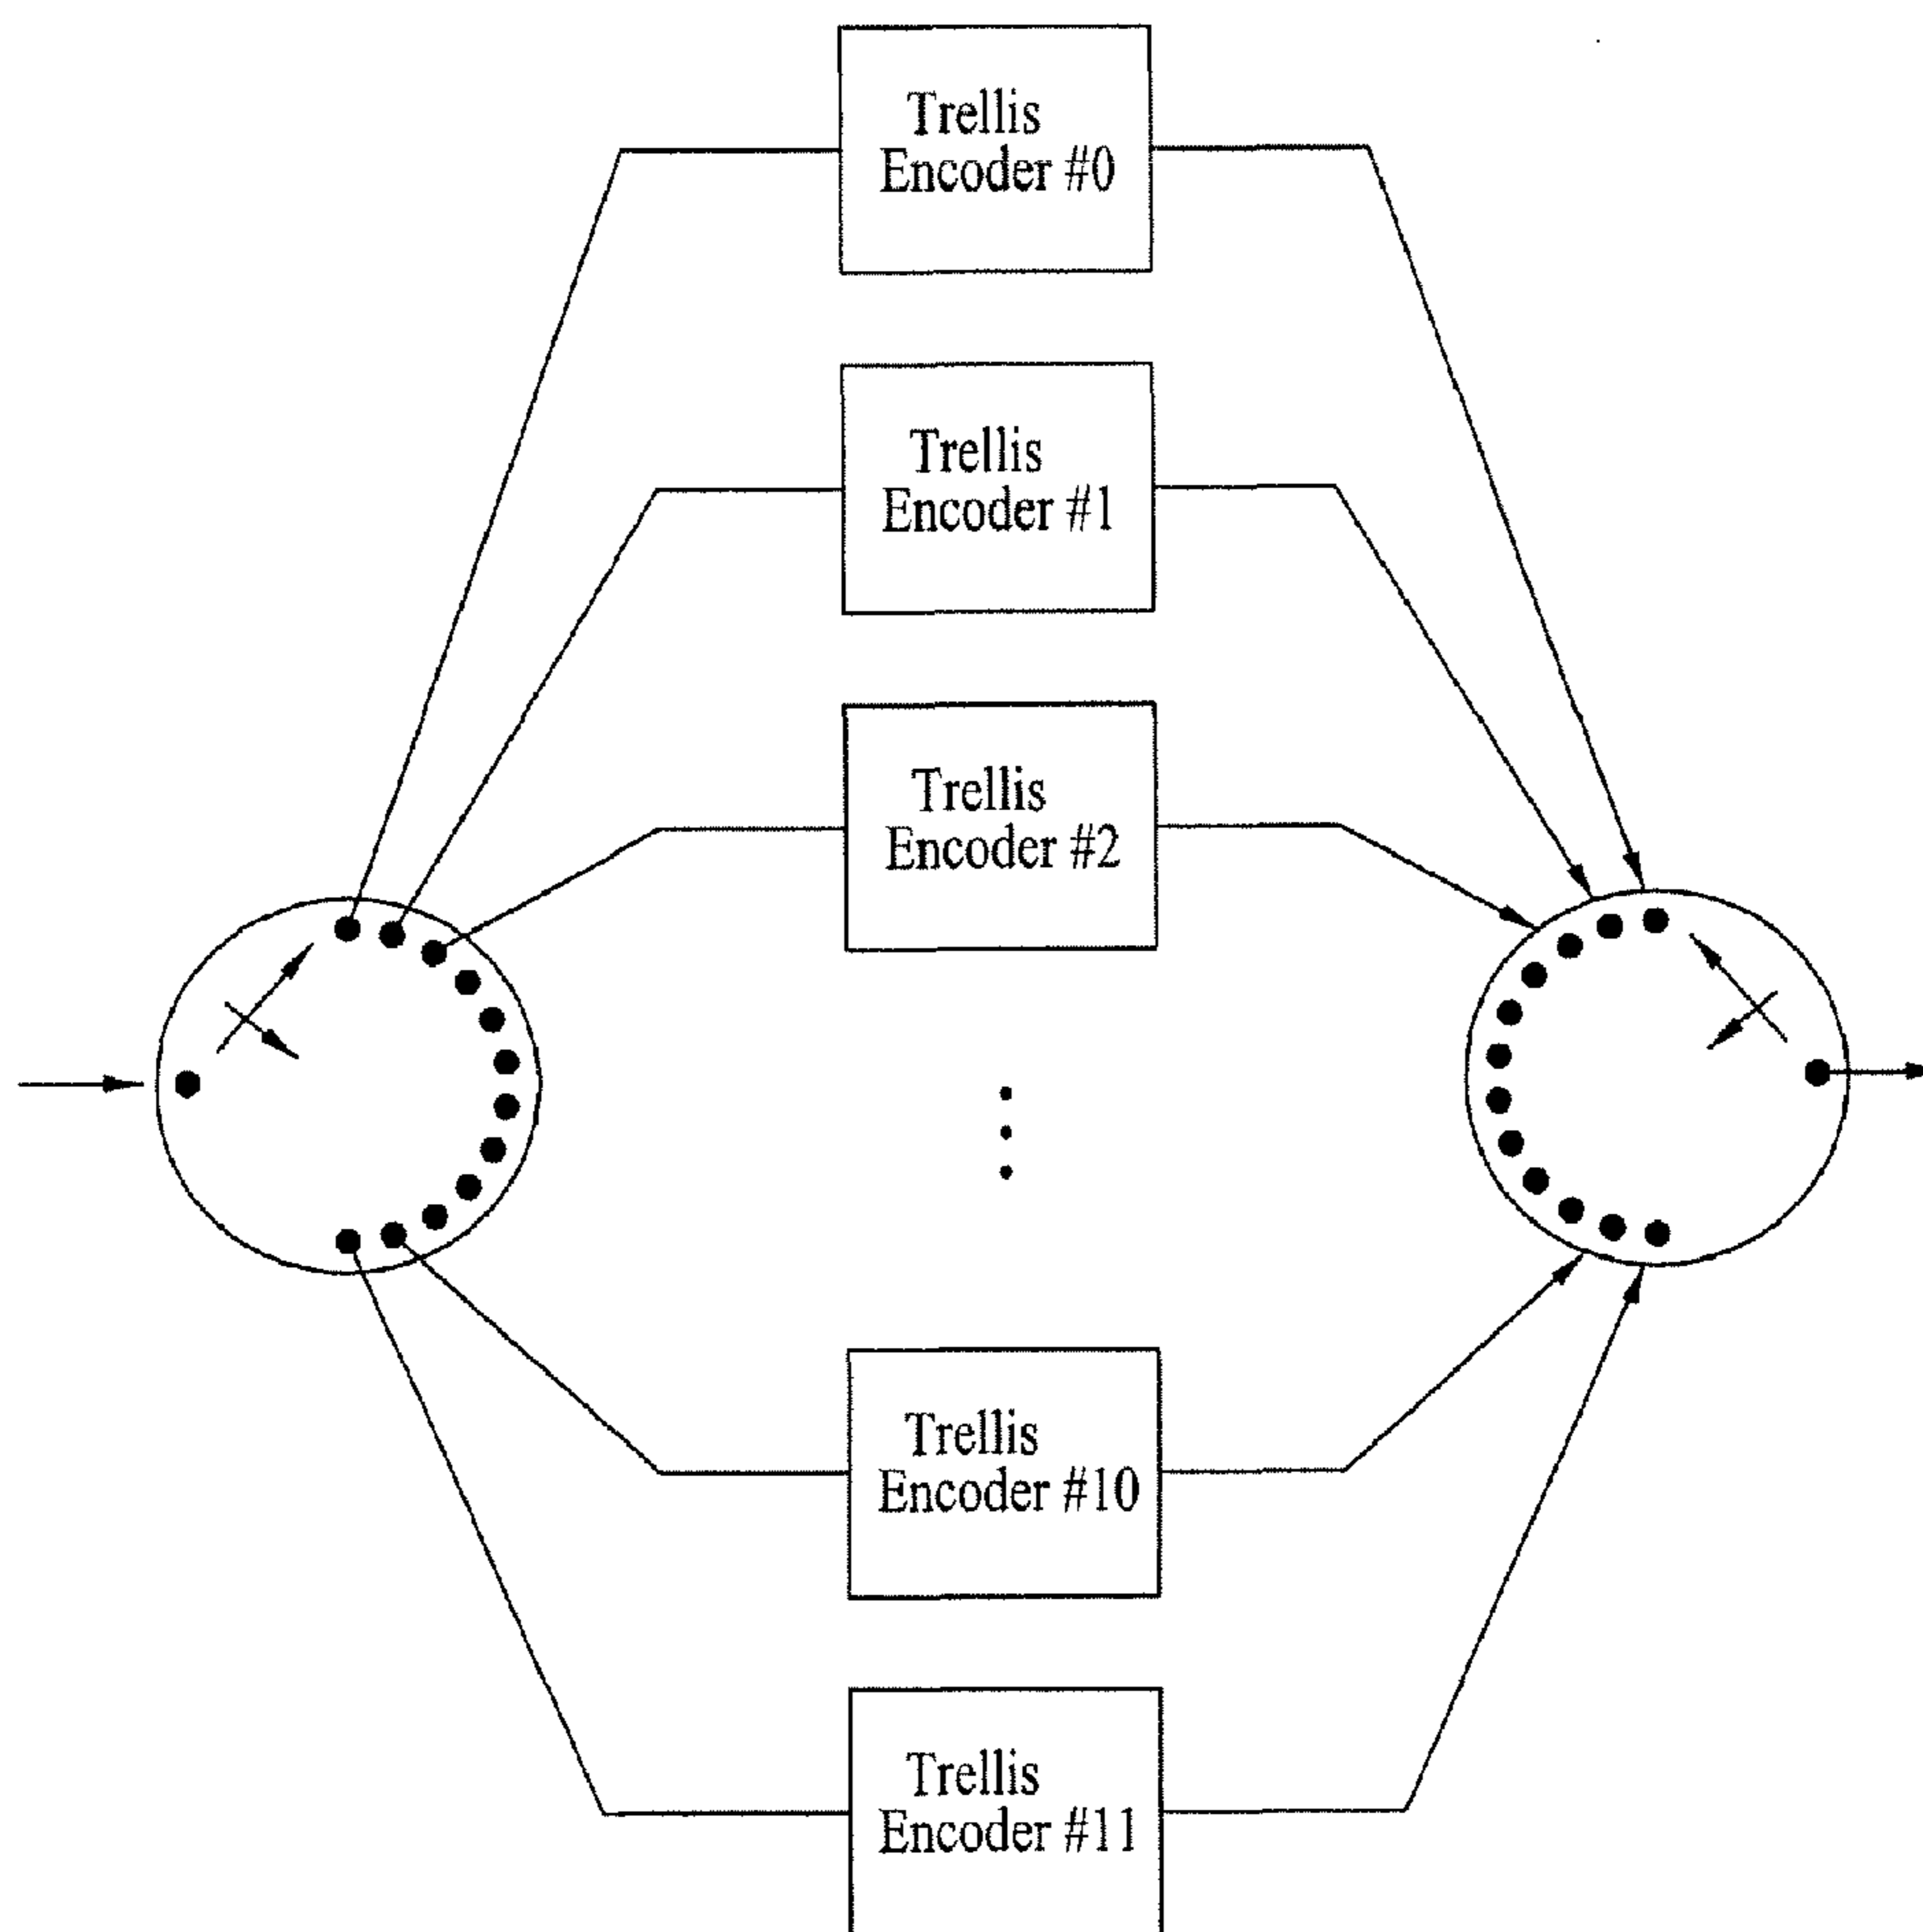 Trellis
Encoder #0
Trellis
Encoder #1
Trellis
Encoder #2
Trellis
Encoder #10
Trellis
Encoder #11